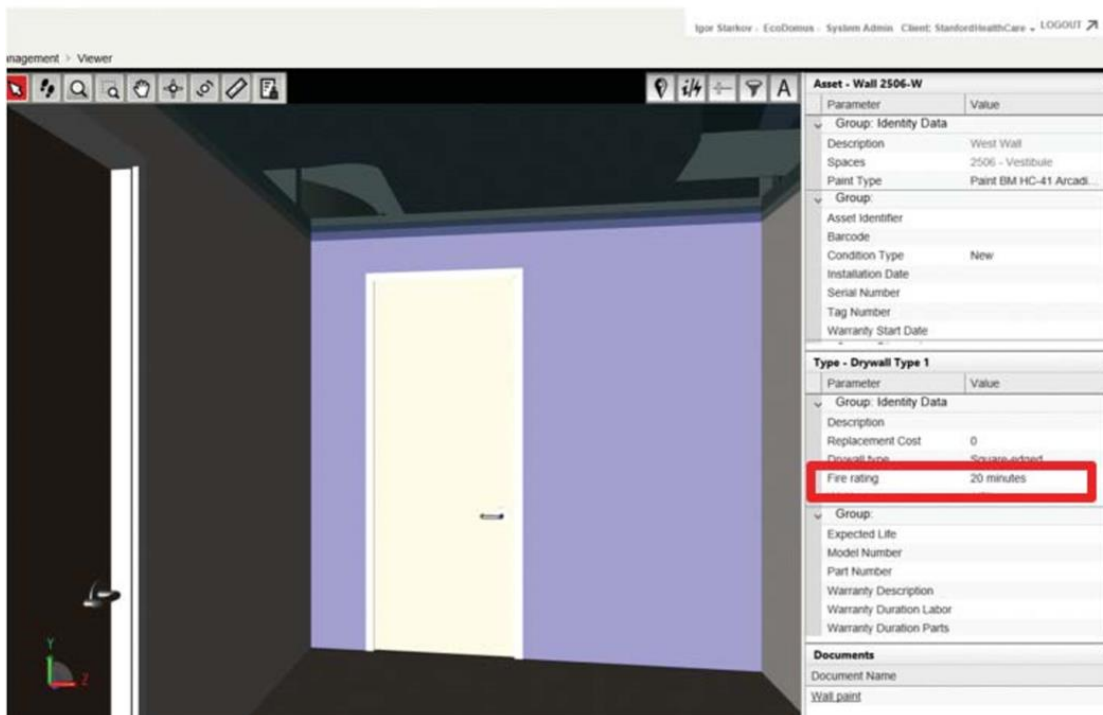 Igor Starkov - EcoDomus - System Admin Client: StanfordHealthCare LOGOUT
nagement > Viewer
A
Asset - Wall 2506-W
Parameter Value
Group: Identity Data
Description West Wall
Spaces 2506 - Vestibule
Paint Type Paint BM HC-41 Arcadi...
Group:
Asset Identifier
Barcode
Condition Type New
Installation Date
Serial Number
Tag Number
Warranty Start Date
Type - Drywall Type 1
Parameter Value
Group: Identity Data
Description
Replacement Cost 0
Drywall type Square-edged
Fire rating 20 minutes
Group:
Expected Life
Model Number
Part Number
Warranty Description
Warranty Duration Labor
Warranty Duration Parts
Documents
Document Name
Wall paint
Y
Z